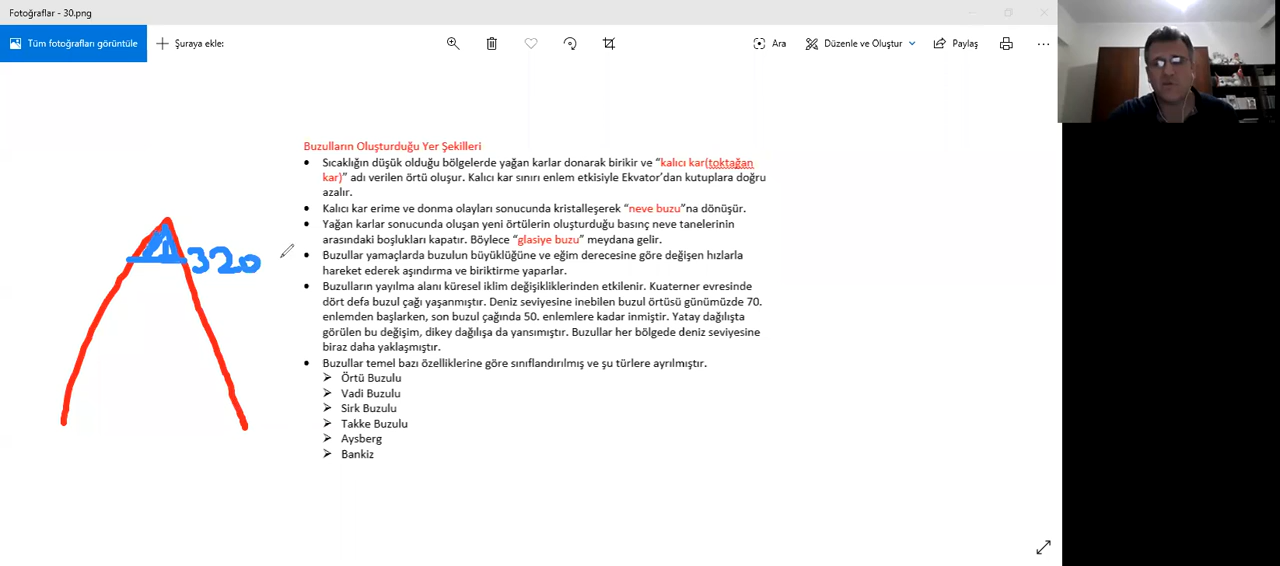 Fotoğraflar - 30.png
Tüm fotoğrafları görüntüle
Şuraya ekle:
Ara
Düzenle ve Oluştur
Paylaş
Buzulların Oluşturduğu Yer Şekilleri
• Sıcaklığın düşük olduğu bölgelerde yağan karlar donarak birikir ve "kalıcı kar(toktağan
kar)" adı verilen örtü oluşur. Kalıcı kar sınırı enlem etkisiyle Ekvator'dan kutuplara doğru
azalır.
• Kalıcı kar erime ve donma olayları sonucunda kristalleşerek "neve buzu"na dönüşür.
• Yağan karlar sonucunda oluşan yeni örtülerin oluşturduğu basınç neve tanelerinin
arasındaki boşlukları kapatır. Böylece "glasiye buzu" meydana gelir.
• Buzullar yamaçlarda buzulun büyüklüğüne ve eğim derecesine göre değişen hızlarla
hareket ederek aşındırma ve biriktirme yaparlar.
• Buzulların yayılma alanı küresel iklim değişikliklerinden etkilenir. Kuaterner evresinde
dört defa buzul çağı yaşanmıştır. Deniz seviyesine inebilen buzul örtüsü günümüzde 70.
enlemden başlarken, son buzul çağında 50. enlemlere kadar inmiştir. Yatay dağılışta
görülen bu değişim, dikey dağılışa da yansımıştır. Buzullar her bölgede deniz seviyesine
biraz daha yaklaşmıştır.
• Buzullar temel bazı özelliklerine göre sınıflandırılmış ve şu türlere ayrılmıştır.
➢ Örtü Buzulu
➢ Vadi Buzulu
➢ Sirk Buzulu
➢ Takke Buzulu
➢ Aysberg
➢ Bankiz
320